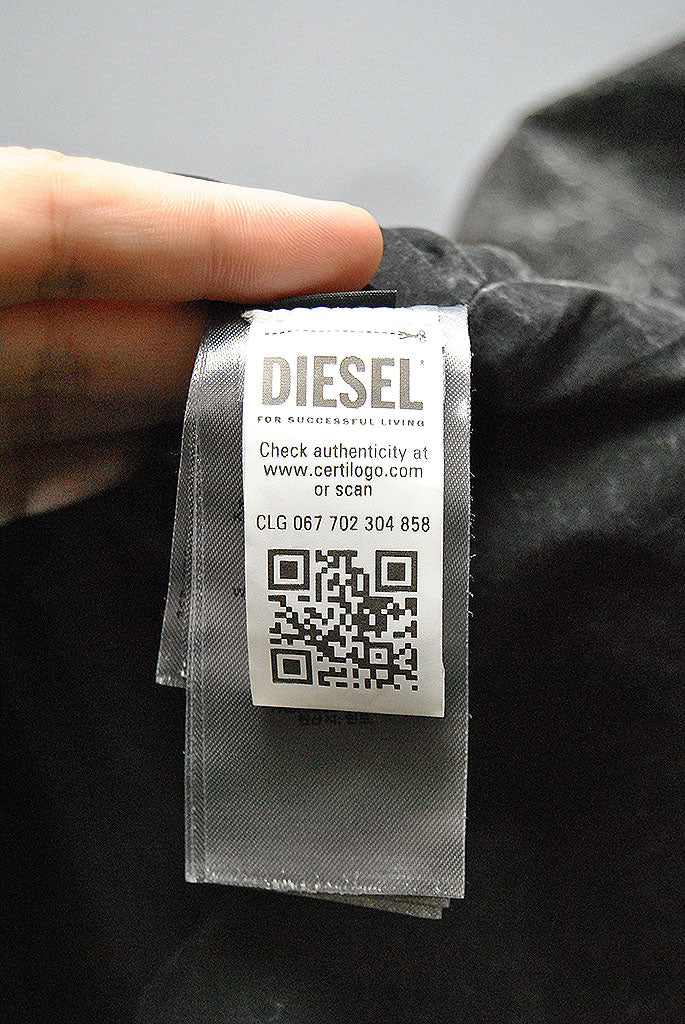 DIESEL
FOR SUCCESSFUL LIVING
Check authenticity at
www.certilogo.com
or scan
CLG 067 702 304 858